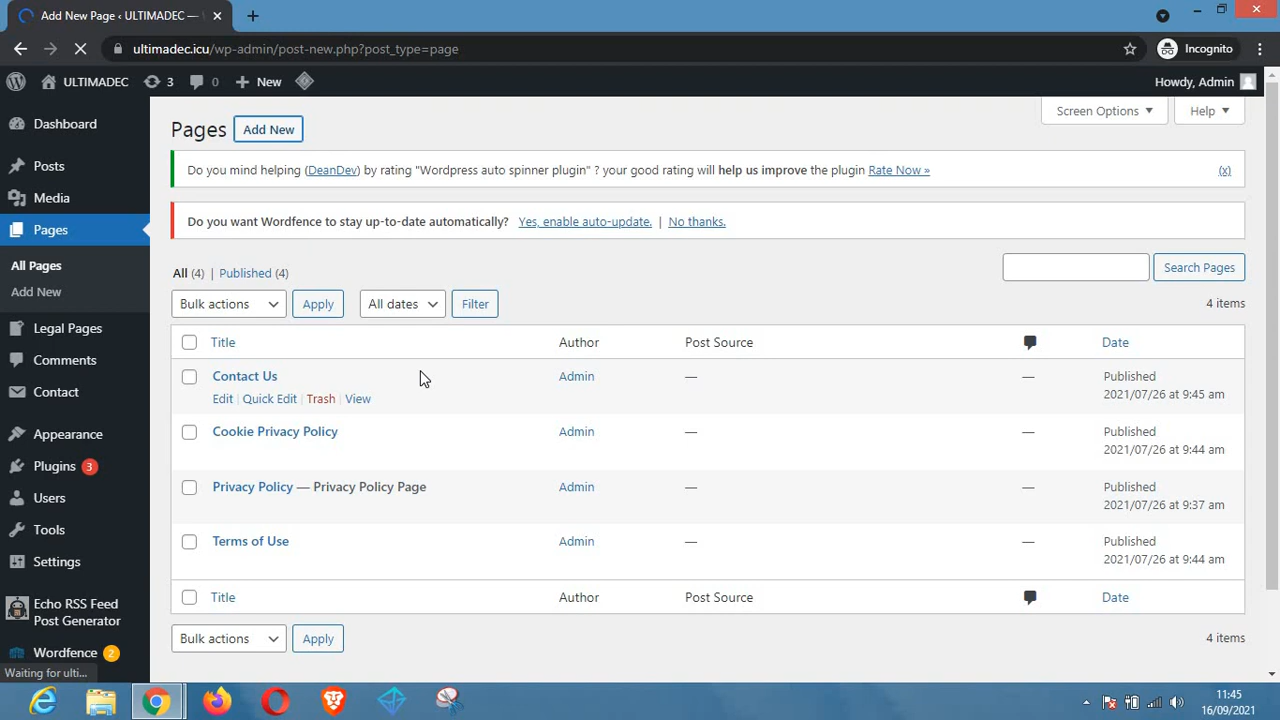 Add New Page ‹ ULTIMADEC —
ultimadec.icu/wp-admin/post-new.php?post_type=page
Incognito
ULTIMADEC
3
0
New
Howdy, Admin
Dashboard
Posts
Media
Pages
All Pages
Add New
Legal Pages
Comments
Contact
Appearance
Plugins 3
Users
Tools
Settings
Echo RSS Feed
Post Generator
Wordfence 2
Waiting for ulti...
Screen Options
Help
Pages
Add New
Do you mind helping (DeanDev) by rating "Wordpress auto spinner plugin" ? your good rating will help us improve the plugin Rate Now »
(x)
Do you want Wordfence to stay up-to-date automatically? Yes, enable auto-update. | No thanks.
All (4) | Published (4)
Search Pages
Bulk actions
Apply
All dates
Filter
4 items
Title Author Post Source Date
Contact Us Admin — — Published
2021/07/26 at 9:45 am
Edit | Quick Edit | Trash | View
Cookie Privacy Policy Admin — — Published
2021/07/26 at 9:44 am
Privacy Policy — Privacy Policy Page Admin — — Published
2021/07/26 at 9:37 am
Terms of Use Admin — — Published
2021/07/26 at 9:44 am
Title Author Post Source Date
Bulk actions
Apply
4 items
11:45
16/09/2021